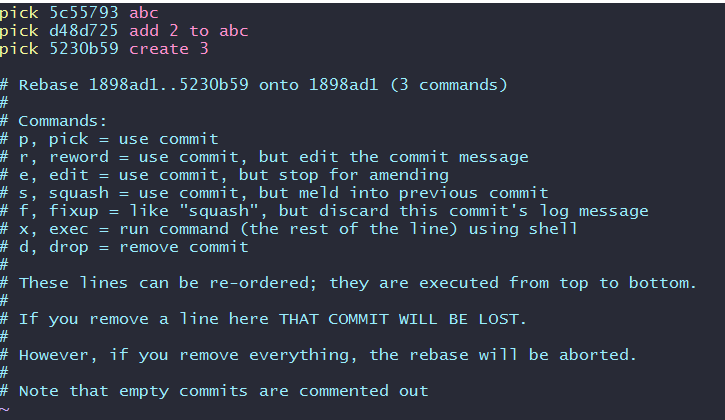 pick 5c55793 abc
pick d48d725 add 2 to abc
pick 5230b59 create 3
# Rebase 1898ad1..5230b59 onto 1898ad1 (3 commands)
#
# Commands:
# p, pick = use commit
# r, reword = use commit, but edit the commit message
# e, edit = use commit, but stop for amending
# s, squash = use commit, but meld into previous commit
# f, fixup = like "squash", but discard this commit's log message
# x, exec = run command (the rest of the line) using shell
# d, drop = remove commit
#
# These lines can be re-ordered; they are executed from top to bottom.
#
# If you remove a line here THAT COMMIT WILL BE LOST.
#
# However, if you remove everything, the rebase will be aborted.
#
# Note that empty commits are commented out
~